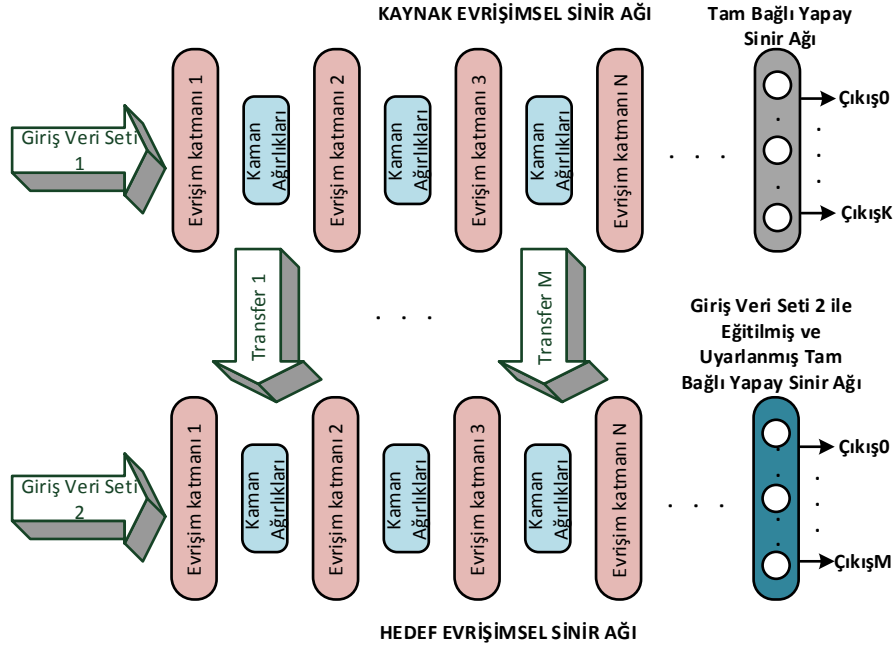 KAYNAK EVRİŞİMSEL SİNİR AĞI
Tam Bağlı Yapay
Sinir Ağı
Giriş Veri Seti
1
Evrişim katmanı 1
Kaman
Ağırlıkları
Evrişim katmanı 2
Kaman
Ağırlıkları
Evrişim katmanı 3
Kaman
Ağırlıkları
Evrişim katmanı N
. . .
Çıkış0
ÇıkışK
Transfer 1
. . .
Transfer M
Giriş Veri Seti 2 ile
Eğitilmiş ve
Uyarlanmış Tam
Bağlı Yapay Sinir Ağı
Giriş Veri Seti
2
Evrişim katmanı 1
Kaman
Ağırlıkları
Evrişim katmanı 2
Kaman
Ağırlıkları
Evrişim katmanı 3
Kaman
Ağırlıkları
Evrişim katmanı N
. . .
Çıkış0
ÇıkışM
HEDEF EVRİŞİMSEL SİNİR AĞI